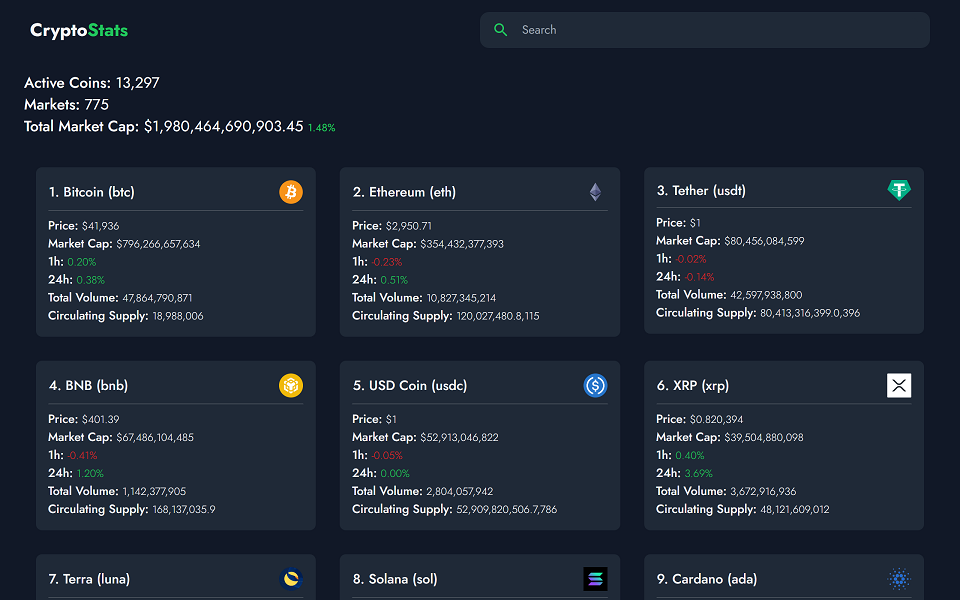 CryptoStats
Search
Active Coins: 13,297
Markets: 775
Total Market Cap: $1,980,464,690,903.45 1.48%
1. Bitcoin (btc)
Price: $41,936
Market Cap: $796,266,657,634
1h: 0.20%
24h: 0.38%
Total Volume: 47,864,790,871
Circulating Supply: 18,988,006
2. Ethereum (eth)
Price: $2,950.71
Market Cap: $354,432,377,393
1h: -0.23%
24h: 0.51%
Total Volume: 10,827,345,214
Circulating Supply: 120,027,480.8,115
3. Tether (usdt)
Price: $1
Market Cap: $80,456,084,599
1h: -0.02%
24h: -0.14%
Total Volume: 42,597,938,800
Circulating Supply: 80,413,316,399.0,396
4. BNB (bnb)
Price: $401.39
Market Cap: $67,486,104,485
1h: -0.41%
24h: 1.20%
Total Volume: 1,142,377,905
Circulating Supply: 168,137,035.9
5. USD Coin (usdc)
Price: $1
Market Cap: $52,913,046,822
1h: -0.05%
24h: 0.00%
Total Volume: 2,804,057,942
Circulating Supply: 52,909,820,506.7,786
6. XRP (xrp)
Price: $0.820,394
Market Cap: $39,504,880,098
1h: 0.40%
24h: 3.69%
Total Volume: 3,672,916,936
Circulating Supply: 48,121,609,012
7. Terra (luna)
8. Solana (sol)
9. Cardano (ada)